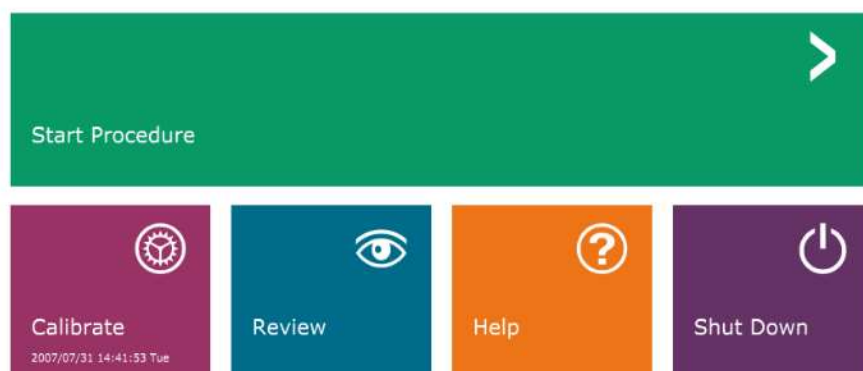 Start Procedure
Calibrate
2007/07/31 14:41:53 Tue
Review
Help
Shut Down